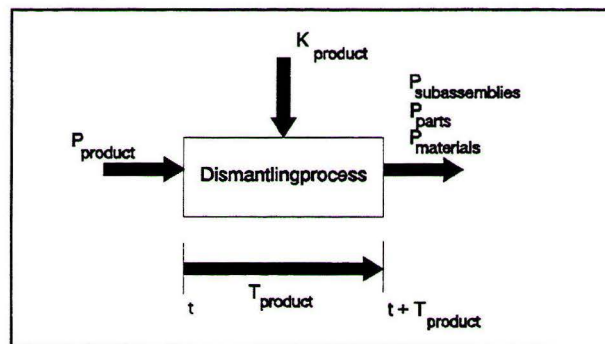 K product
P subassemblies
P parts
P materials
P product
Dismantlingprocess
t
T product
t + T product